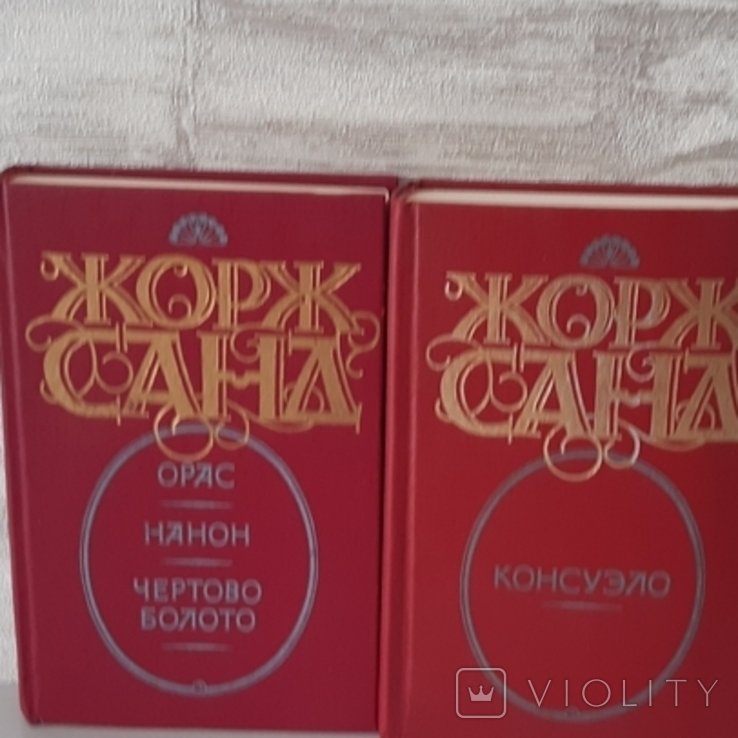 ЖОРЖ
САНД
ОРАС
НАНОН
ЧЕРТОВО
БОЛОТО
ЖОРЖ
САНД
КОНСУЭЛО
VIOLITY